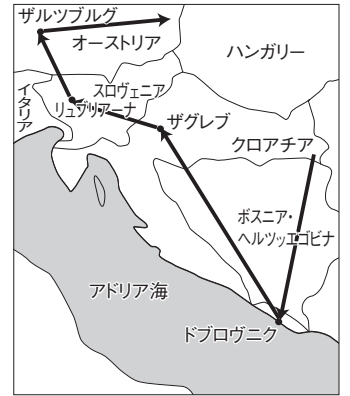 ザルツブルグ
オーストリア
ハンガリー
イタリア
スロヴェニア
リュブリアーナ
ザグレブ
クロアチア
ボスニア・
ヘルツッエゴビナ
アドリア海
ドブロヴニク